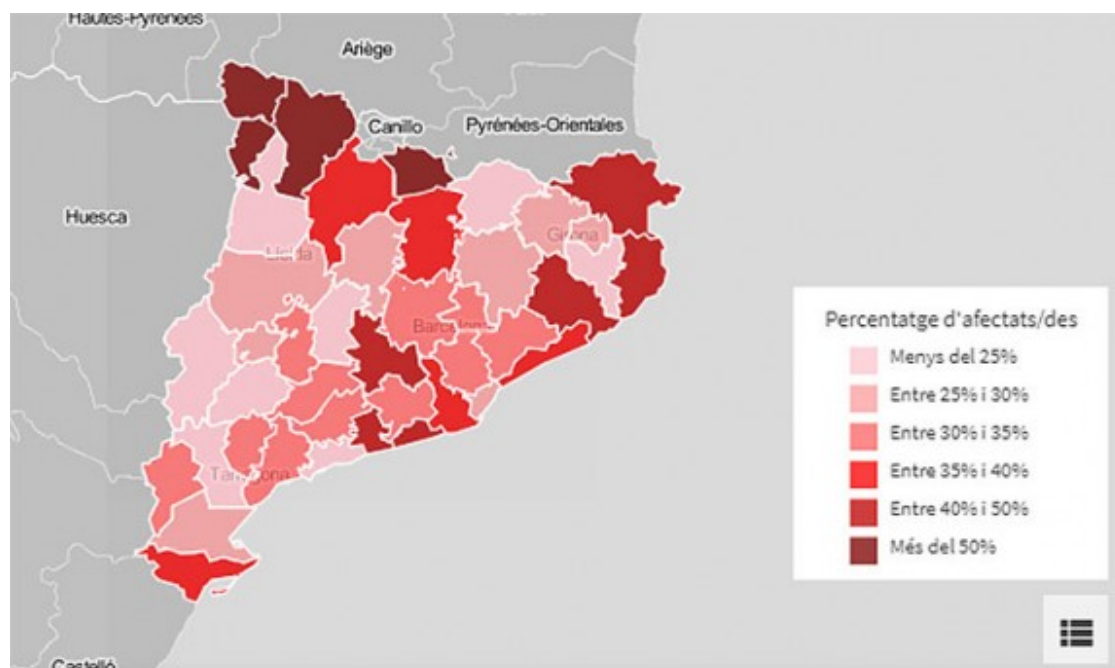 Hautes-Pyrénées
Ariège
Canillo
Pyrénées-Orientales
Huesca
Girona
Lleida
Barcelona
Tarragona
Castelló
Percentatge d'afectats/des
Menys del 25%
Entre 25% i 30%
Entre 30% i 35%
Entre 35% i 40%
Entre 40% i 50%
Més del 50%